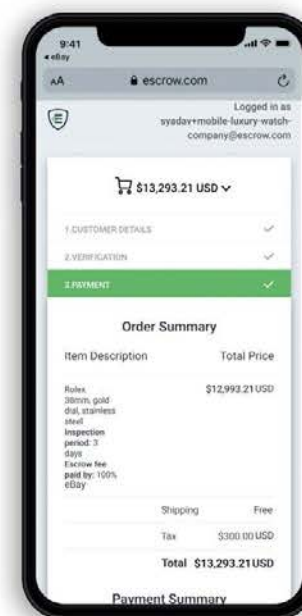 9:41
◀ eBay
AA escrow.com
Logged in as
syadav+mobile-luxury-watch-
company@escrow.com
$13,293.21 USD
1.CUSTOMER DETAILS
2.VERIFICATION
3.PAYMENT
Order Summary
Item Description Total Price
Rolex, $12,993.21 USD
38mm, gold
dial, stainless
steel
Inspection
period: 3
days
Escrow fee
paid by: 100%
eBay
Shipping Free
Tax $300.00 USD
Total $13,293.21USD
Payment Summary